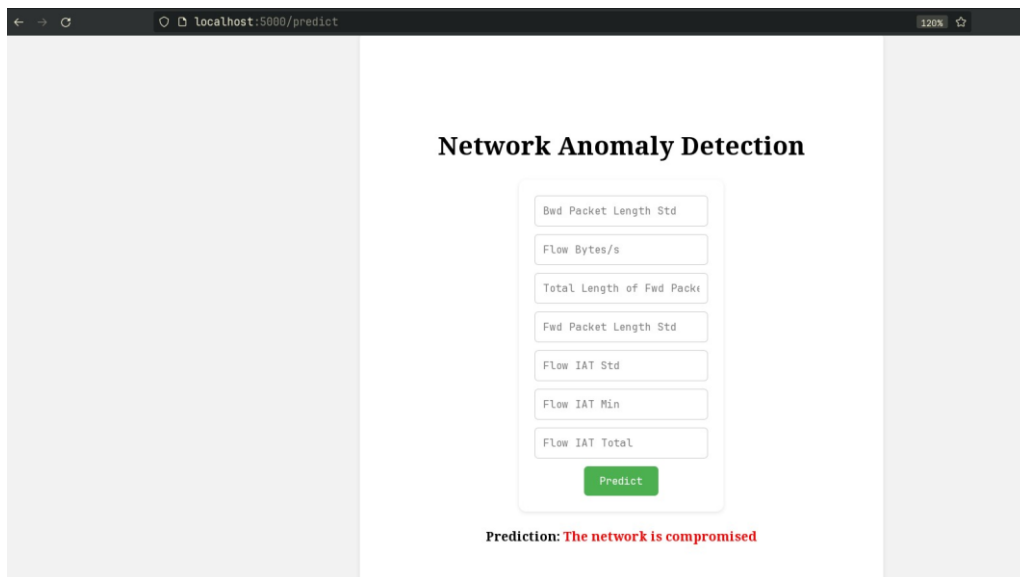 localhost:5000/predict
120%
Network Anomaly Detection
Bwd Packet Length Std
Flow Bytes/s
Total Length of Fwd Packe
Fwd Packet Length Std
Flow IAT Std
Flow IAT Min
Flow IAT Total
Predict
Prediction: The network is compromised